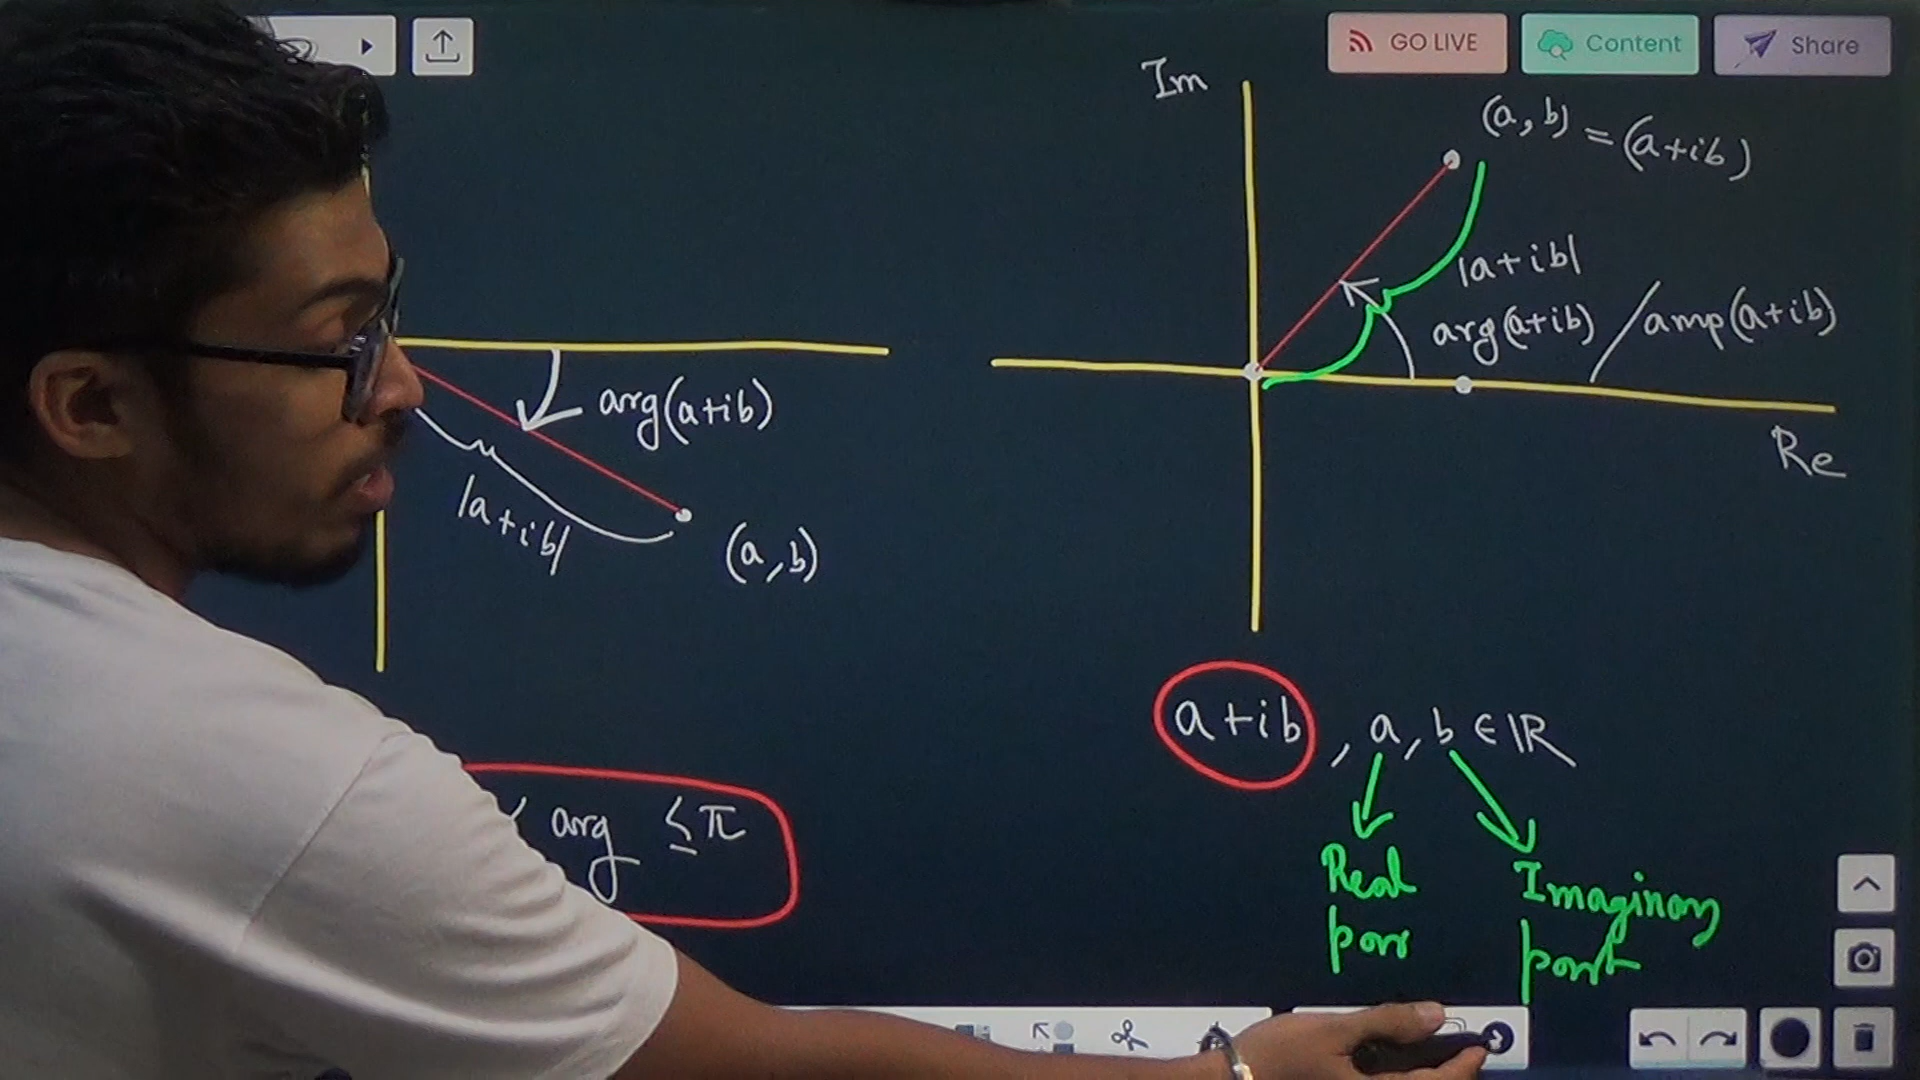 GO LIVE
Content
Share
Im
(a, b) = (a+ib)
|a+ib|
arg(a+ib) / amp(a+ib)
Re
arg(a+ib)
|a+ib|
(a, b)
a+ib , a, b ∈ ℝ
Real
Imaginary
part
arg ≤ π